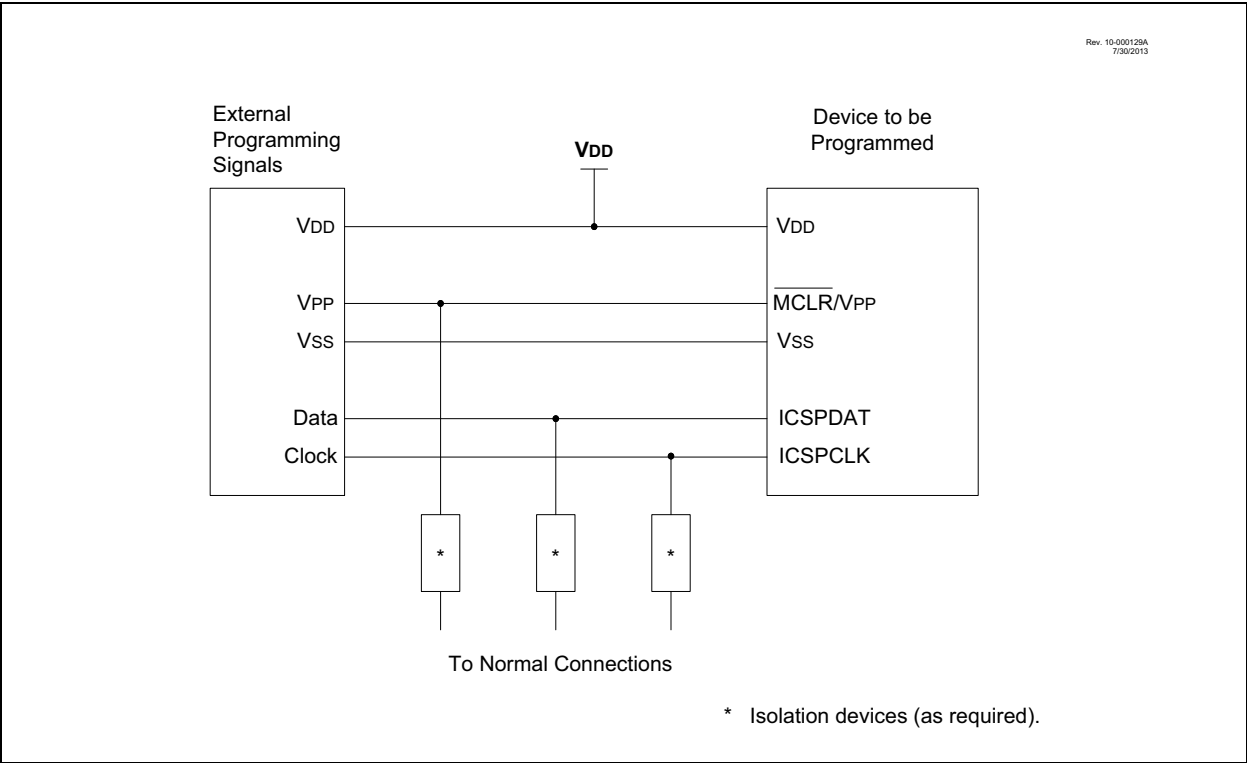 Rev. 10-000129A
7/30/2013
External
Programming
Signals
Device to be
Programmed
VDD
VDD
VDD
VPP
MCLR/VPP
VSS
VSS
Data
ICSPDAT
Clock
ICSPCLK
*
*
*
To Normal Connections
* Isolation devices (as required).